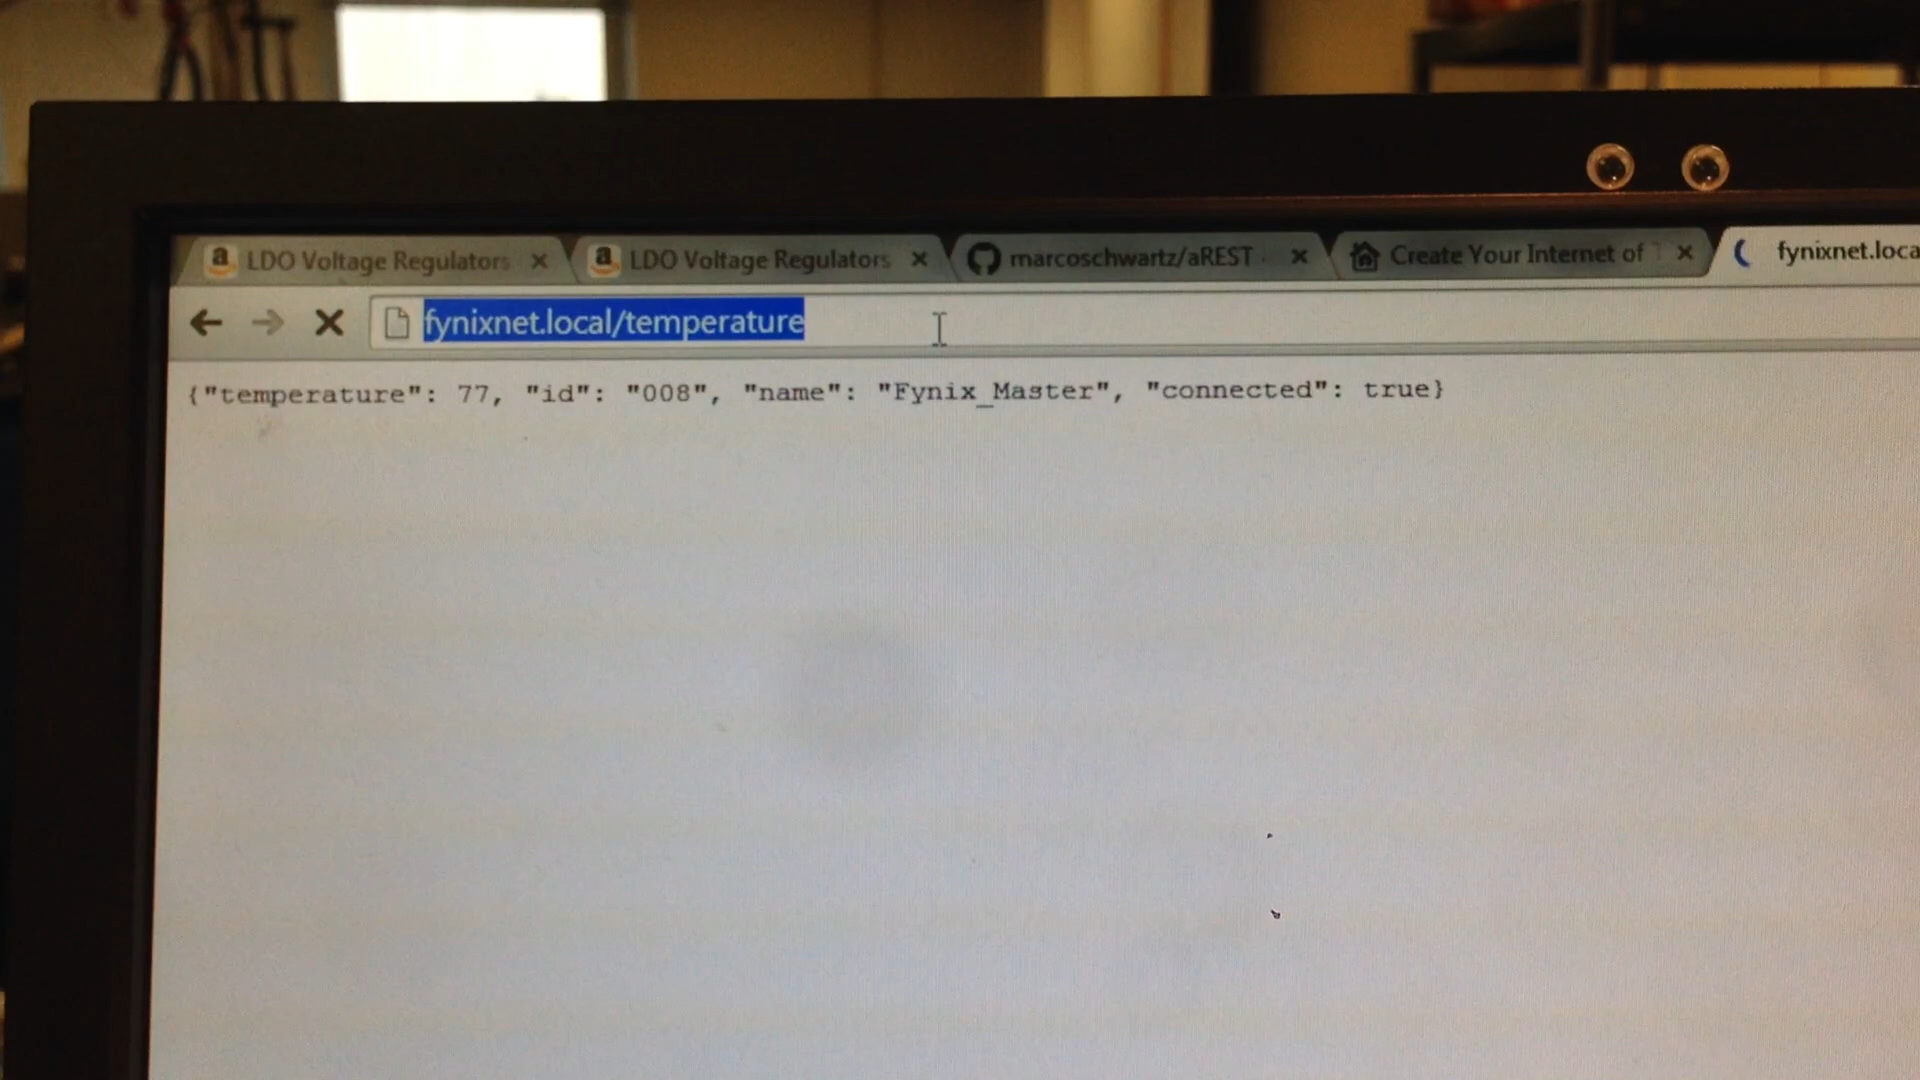 LDO Voltage Regulators
LDO Voltage Regulators
marcoschwartz/aREST
Create Your Internet of T
fynixnet.loca
fynixnet.local/temperature
{"temperature": 77, "id": "008", "name": "Fynix_Master", "connected": true}